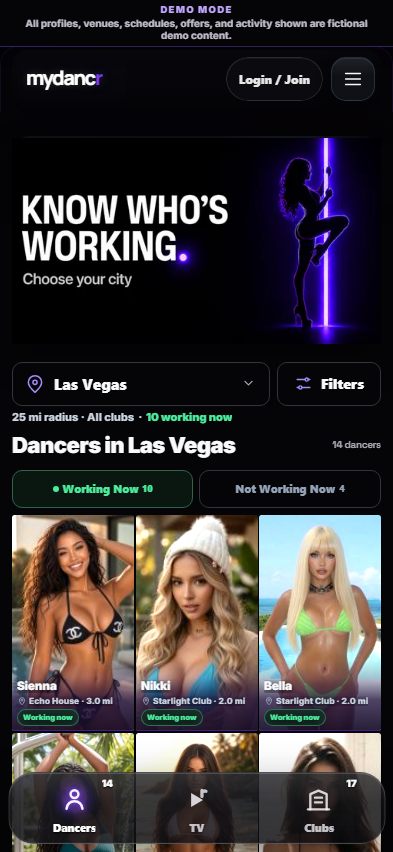 DEMO MODE
All profiles, venues, schedules, offers, and activity shown are fictional
demo content.
mydancr
Login / Join
KNOW WHO'S
WORKING.
Choose your city
Las Vegas
Filters
25 mi radius · All clubs · 10 working now
Dancers in Las Vegas
14 dancers
Working Now 10
Not Working Now 4
Sienna
Echo House · 3.0 mi
Working now
Nikki
Starlight Club · 2.0 mi
Working now
Bella
Starlight Club · 2.0 mi
Working now
14
Dancers
TV
17
Clubs